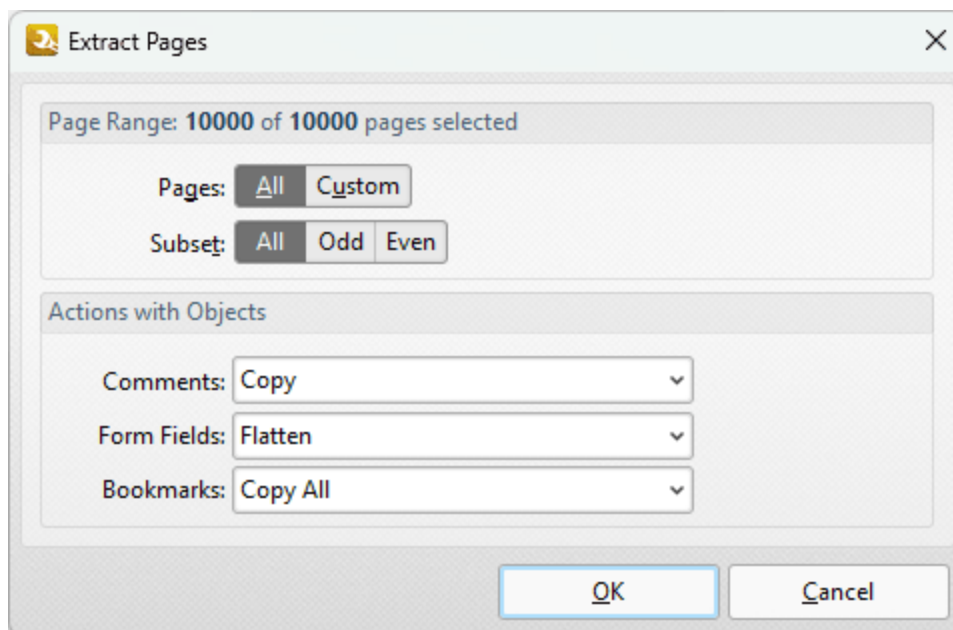 Extract Pages
Page Range: 10000 of 10000 pages selected
Pages: All Custom
Subset: All Odd Even
Actions with Objects
Comments: Copy
Form Fields: Flatten
Bookmarks: Copy All
OK Cancel